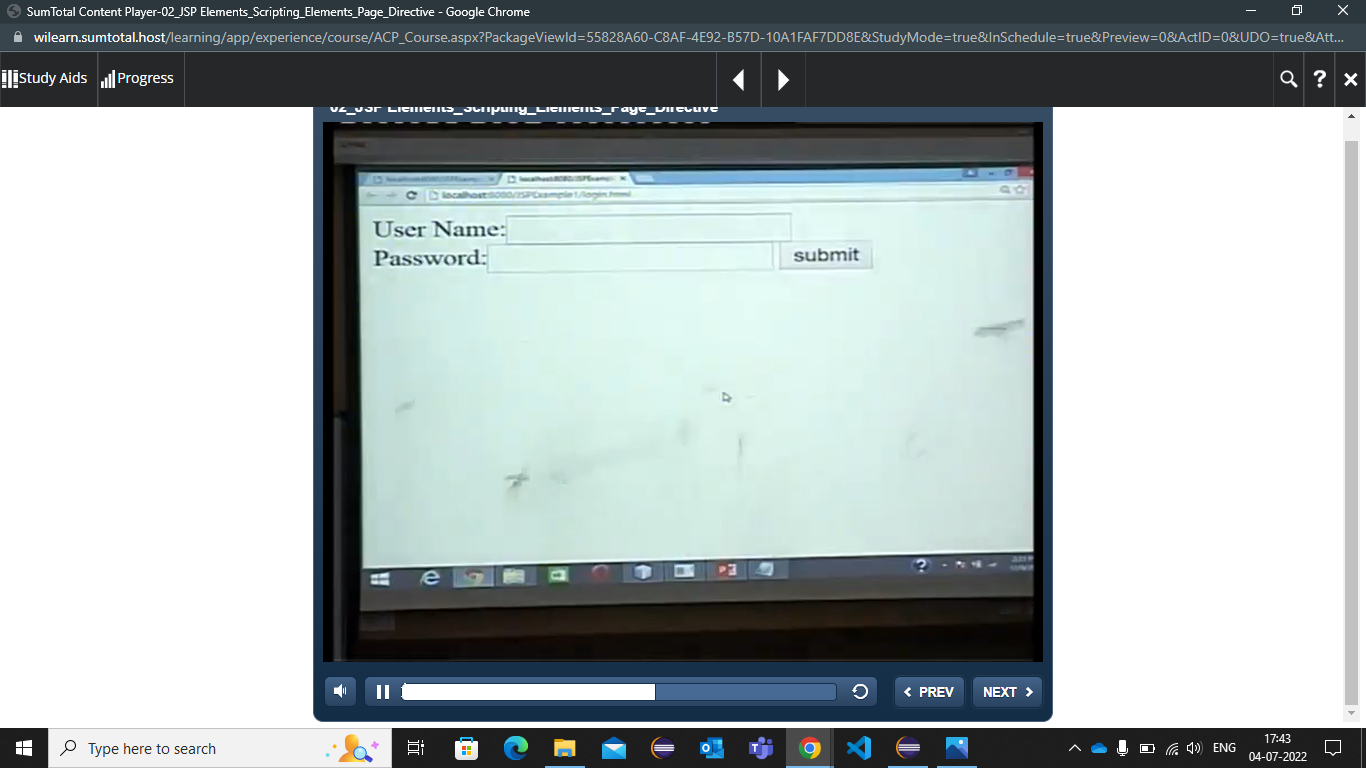 SumTotal Content Player-02_JSP Elements_Scripting_Elements_Page_Directive - Google Chrome
wilearn.sumtotal.host/learning/app/experience/course/ACP_Course.aspx?PackageViewId=55828A60-C8AF-4E92-B57D-10A1FAF7DD8E&StudyMode=true&InSchedule=true&Preview=0&ActID=0&UDO=true&Att...
Study Aids Progress
02_JSP Elements_Scripting_Elements_Page_Directive
localhost:8080/JSPExample1/login.html
User Name:
Password: submit
PREV NEXT
Type here to search
ENG 17:43
04-07-2022